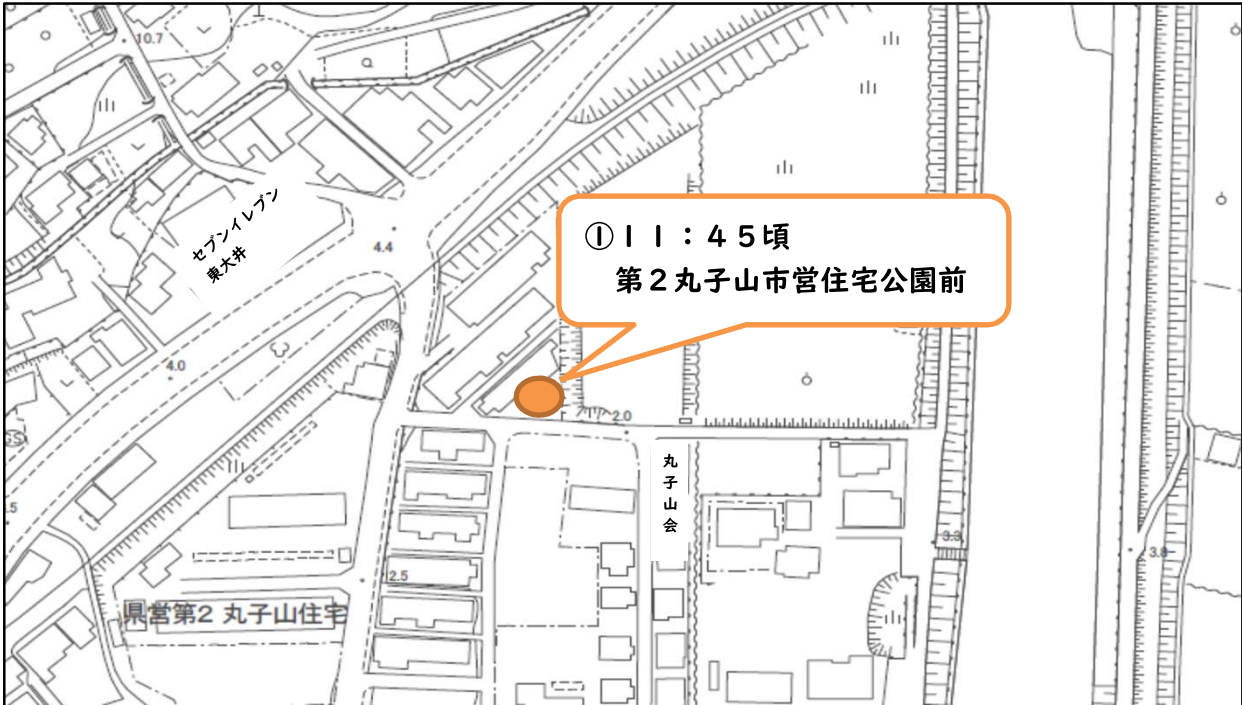 10.7
セブンイレブン
東大井
4.4
①11：45頃
第2丸子山市営住宅公園前
4.0
2.0
丸子山会
3.3
3.8
2.5
県営第2 丸子山住宅